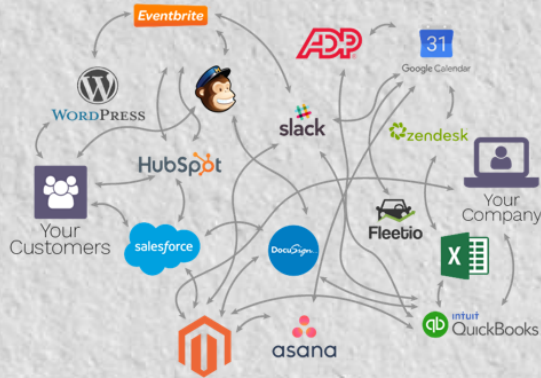 Eventbrite
ADP
31
Google Calendar
WORDPRESS
slack
zendesk
HubSpot
Your
Customers
salesforce
DocuSign
Fleetio
Your
Company
X
qb
intuit
QuickBooks
asana